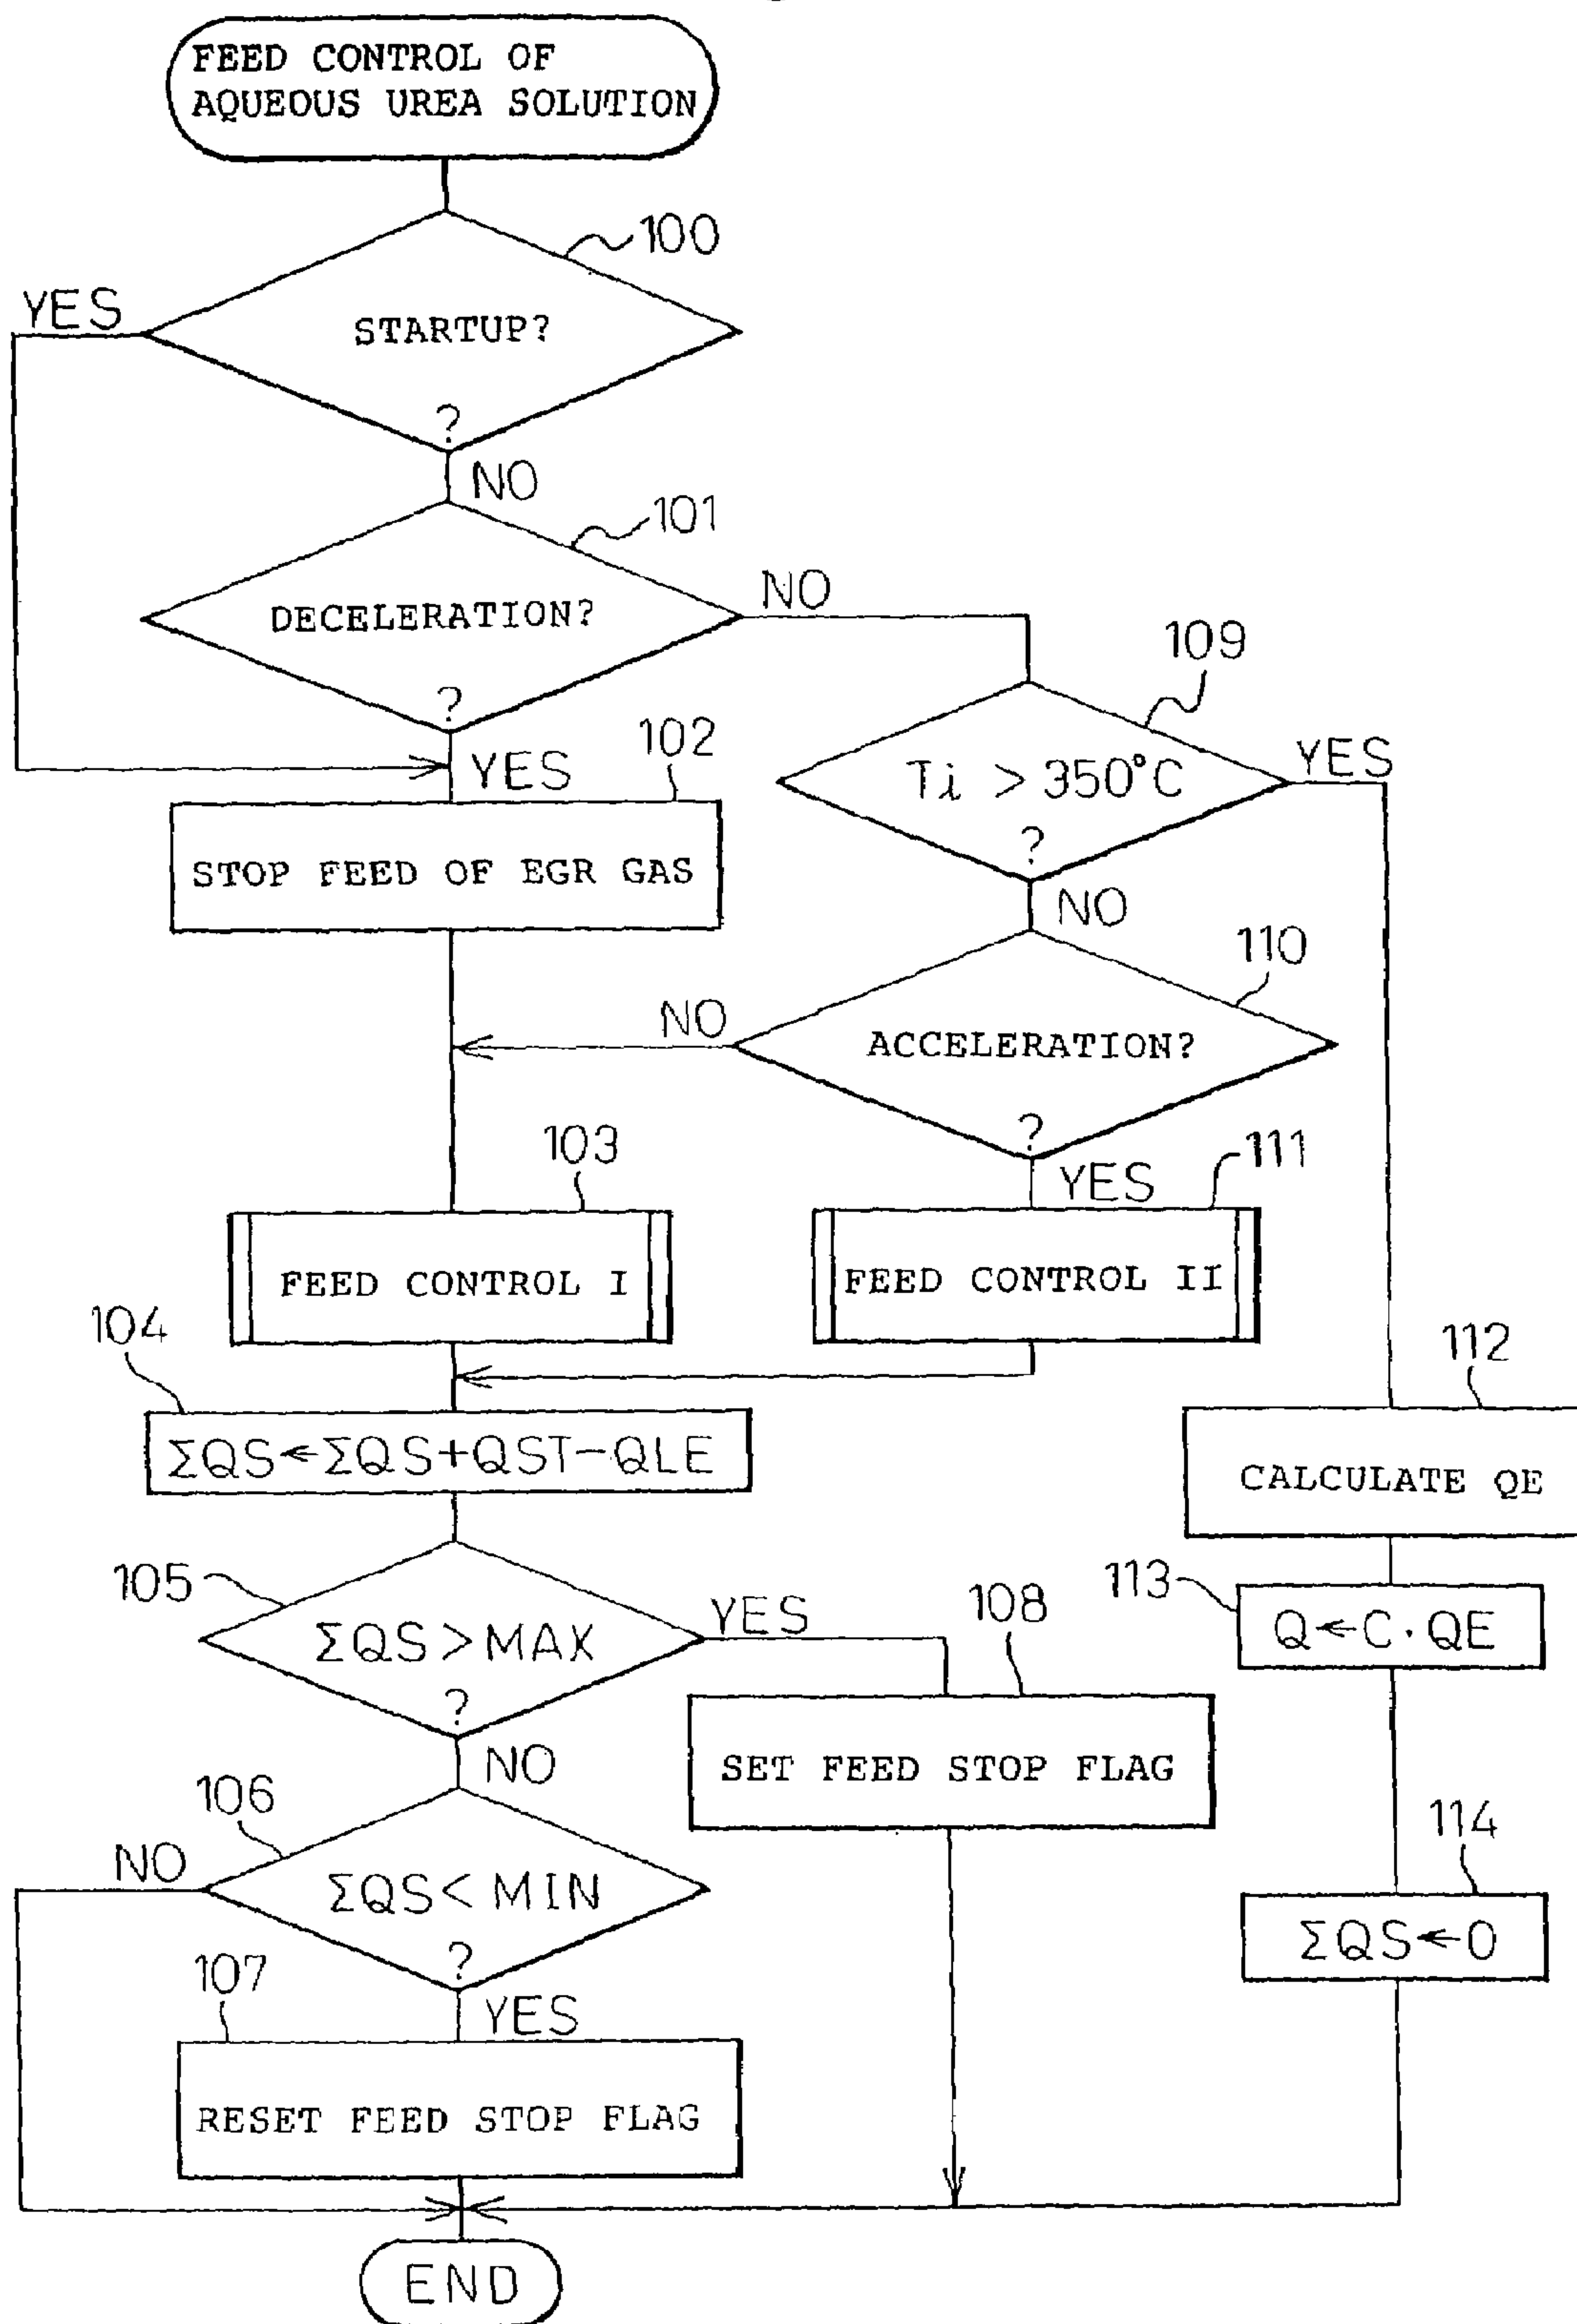 FEED CONTROL OF
AQUEOUS UREA SOLUTION
100
YES
STARTUP?
?
NO
101
DECELERATION?
NO
?
YES
109
102
Ti > 350°C
YES
?
NO
STOP FEED OF EGR GAS
110
NO
ACCELERATION?
?
YES
103
111
FEED CONTROL I
FEED CONTROL II
104
ΣQS←ΣQS+QST−QLE
112
CALCULATE QE
105
ΣQS > MAX
YES
?
NO
108
SET FEED STOP FLAG
113
Q←C·QE
106
NO
ΣQS < MIN
?
YES
114
ΣQS←0
107
RESET FEED STOP FLAG
END